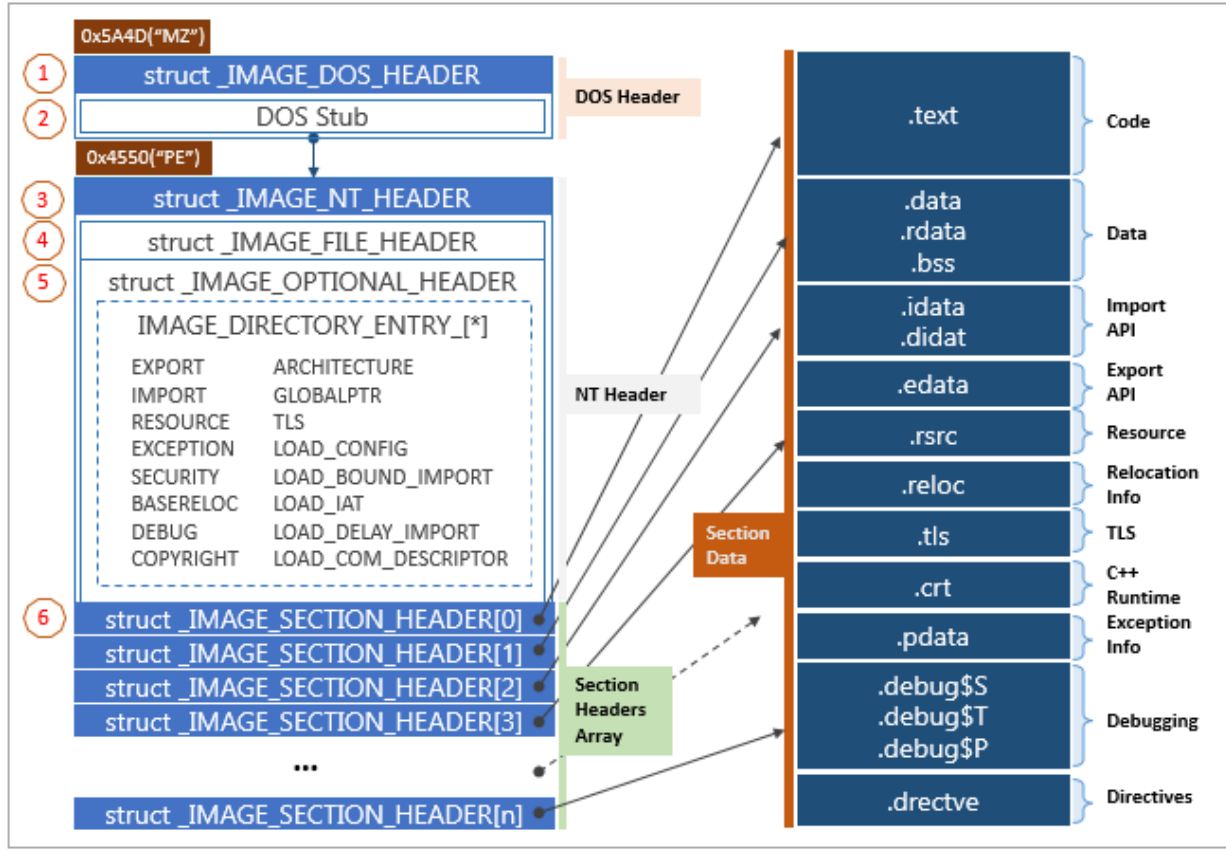 0x5A4D("MZ")
1
struct _IMAGE_DOS_HEADER
2
DOS Stub
DOS Header
0x4550("PE")
3
struct _IMAGE_NT_HEADER
4
struct _IMAGE_FILE_HEADER
5
struct _IMAGE_OPTIONAL_HEADER
IMAGE_DIRECTORY_ENTRY_[*]
EXPORT ARCHITECTURE
IMPORT GLOBALPTR
RESOURCE TLS
EXCEPTION LOAD_CONFIG
SECURITY LOAD_BOUND_IMPORT
BASERELOC LOAD_IAT
DEBUG LOAD_DELAY_IMPORT
COPYRIGHT LOAD_COM_DESCRIPTOR
NT Header
6
struct _IMAGE_SECTION_HEADER[0]
struct _IMAGE_SECTION_HEADER[1]
struct _IMAGE_SECTION_HEADER[2]
struct _IMAGE_SECTION_HEADER[3]
...
struct _IMAGE_SECTION_HEADER[n]
Section
Headers
Array
Section
Data
.text
Code
.data
.rdata
.bss
Data
.idata
.didat
Import
API
.edata
Export
API
.rsrc
Resource
.reloc
Relocation
Info
.tls
TLS
.crt
C++
Runtime
.pdata
Exception
Info
.debug$S
.debug$T
.debug$P
Debugging
.drectve
Directives